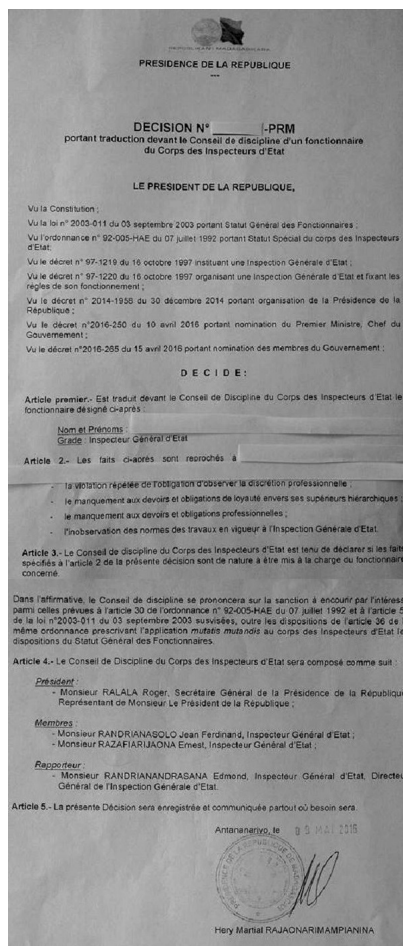 PRESIDENCE DE LA REPUBLIQUE
---
DECISION N° -PRM
portant traduction devant le Conseil de discipline d'un fonctionnaire
du Corps des Inspecteurs d'Etat
LE PRESIDENT DE LA REPUBLIQUE,
Vu la Constitution ;
Vu la loi n° 2003-011 du 03 septembre 2003 portant Statut Général des Fonctionnaires ;
Vu l'ordonnance n° 92-005-HAE du 07 juillet 1992 portant Statut Spécial du corps des Inspecteurs
d'Etat;
Vu le décret n° 97-1219 du 16 octobre 1997 instituant une Inspection Générale d'Etat ;
Vu le décret n° 97-1220 du 16 octobre 1997 organisant une Inspection Générale d'Etat et fixant les
règles de son fonctionnement ;
Vu le décret n° 2014-1956 du 30 décembre 2014 portant organisation de la Présidence de la
République ;
Vu le décret n°2016-250 du 10 avril 2016 portant nomination du Premier Ministre, Chef du
Gouvernement ;
Vu le décret n°2016-265 du 15 avril 2016 portant nomination des membres du Gouvernement ;
D E C I D E :
Article premier.- Est traduit devant le Conseil de Discipline du Corps des Inspecteurs d'Etat le
fonctionnaire désigné ci-après :
Nom et Prénoms :
Grade : Inspecteur Général d'Etat
Article 2.- Les faits ci-après sont reprochés à
- la violation répétée de l'obligation d'observer la discrétion professionnelle ;
- le manquement aux devoirs et obligations de loyauté envers ses supérieurs hiérarchiques ;
- le manquement aux devoirs et obligations professionnelles ;
- l'inobservation des normes des travaux en vigueur à l'Inspection Générale d'Etat.
Article 3.- Le Conseil de discipline du Corps des Inspecteurs d'Etat est tenu de déclarer si les faits
spécifiés à l'article 2 de la présente décision sont de nature à être mis à la charge du fonctionnaire
concerné.
Dans l'affirmative, le Conseil de discipline se prononcera sur la sanction à encourir par l'intéress
parmi celles prévues à l'article 30 de l'ordonnance n° 92-005-HAE du 07 juillet 1992 et à l'article 5
de la loi n°2003-011 du 03 septembre 2003 susvisées, outre les dispositions de l'article 36 de l
même ordonnance prescrivant l'application mutatis mutandis au corps des Inspecteurs d'Etat le
dispositions du Statut Général des Fonctionnaires.
Article 4.- Le Conseil de Discipline du Corps des Inspecteurs d'Etat sera composé comme suit :
Président :
- Monsieur RALALA Roger, Secrétaire Général de la Présidence de la République
Représentant de Monsieur Le Président de la République ;
Membres :
- Monsieur RANDRIANASOLO Jean Ferdinand, Inspecteur Général d'Etat ;
- Monsieur RAZAFIARIJAONA Ernest, Inspecteur Général d'Etat ;
Rapporteur :
- Monsieur RANDRIANANDRASANA Edmond, Inspecteur Général d'Etat, Directeu
Général de l'Inspection Générale d'Etat.
Article 5.- La présente Décision sera enregistrée et communiquée partout où besoin sera.
Antananarivo, le 09 MAI 2016
Hery Martial RAJAONARIMAMPIANINA